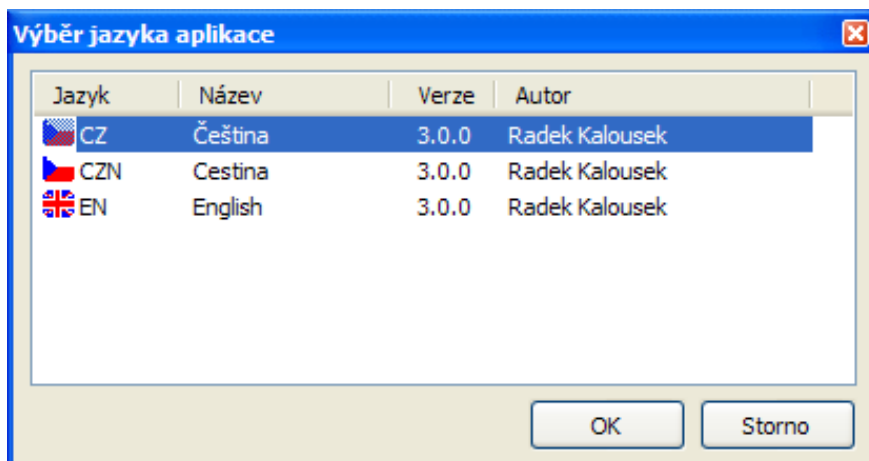 Výběr jazyka aplikace
Jazyk Název Verze Autor
CZ Čeština 3.0.0 Radek Kalousek
CZN Cestina 3.0.0 Radek Kalousek
EN English 3.0.0 Radek Kalousek
OK Storno